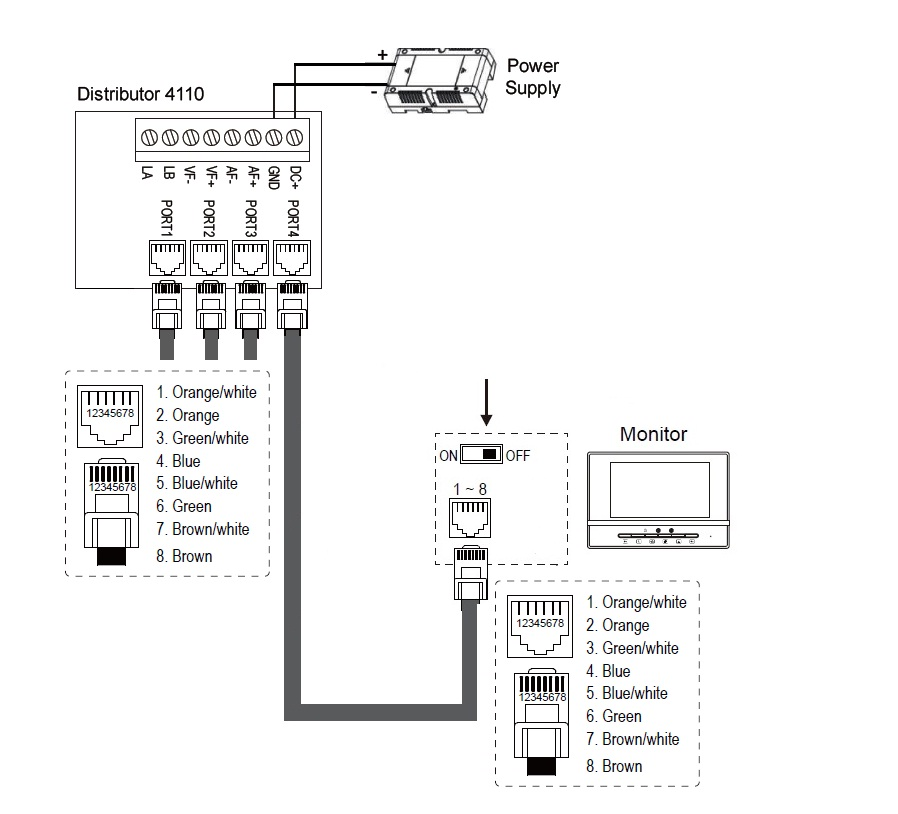 +
-
Power
Supply
Distributor 4110
LA
LB
VF-
VF+
AF-
AF+
GND
DC+
PORT1
PORT2
PORT3
PORT4
12345678
12345678
1. Orange/white
2. Orange
3. Green/white
4. Blue
5. Blue/white
6. Green
7. Brown/white
8. Brown
ON
OFF
1 ~ 8
Monitor
12345678
12345678
1. Orange/white
2. Orange
3. Green/white
4. Blue
5. Blue/white
6. Green
7. Brown/white
8. Brown